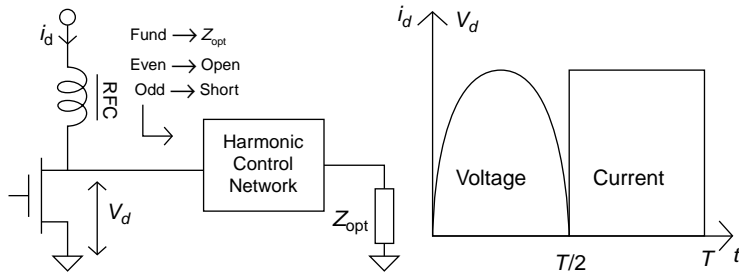 i_d
RFC
Fund → Z_opt
Even → Open
Odd → Short
Harmonic
Control
Network
V_d
Z_opt
i_d V_d
Voltage
Current
T/2
T
t